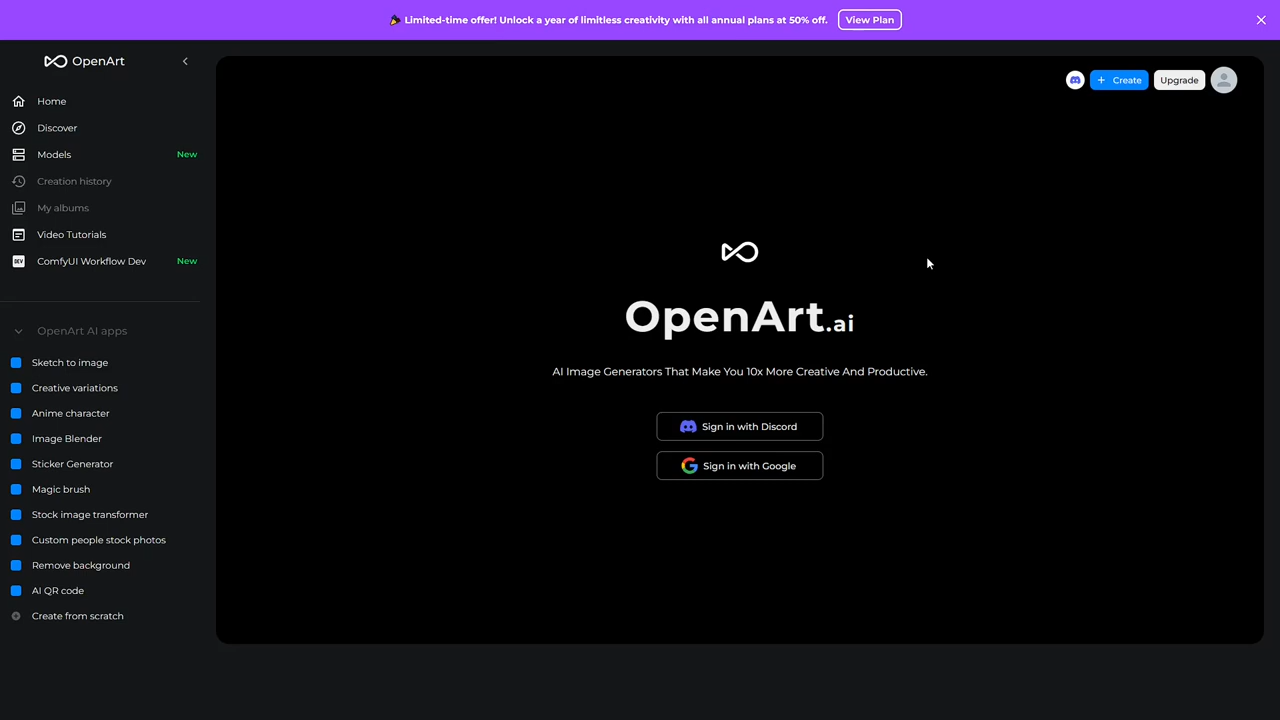 🎉 Limited-time offer! Unlock a year of limitless creativity with all annual plans at 50% off. View Plan
OpenArt
Home
Discover
Models New
Creation history
My albums
Video Tutorials
DEV ComfyUI Workflow Dev New
OpenArt AI apps
Sketch to image
Creative variations
Anime character
Image Blender
Sticker Generator
Magic brush
Stock image transformer
Custom people stock photos
Remove background
AI QR code
Create from scratch
+ Create Upgrade
OpenArt.ai
AI Image Generators That Make You 10x More Creative And Productive.
Sign in with Discord
Sign in with Google